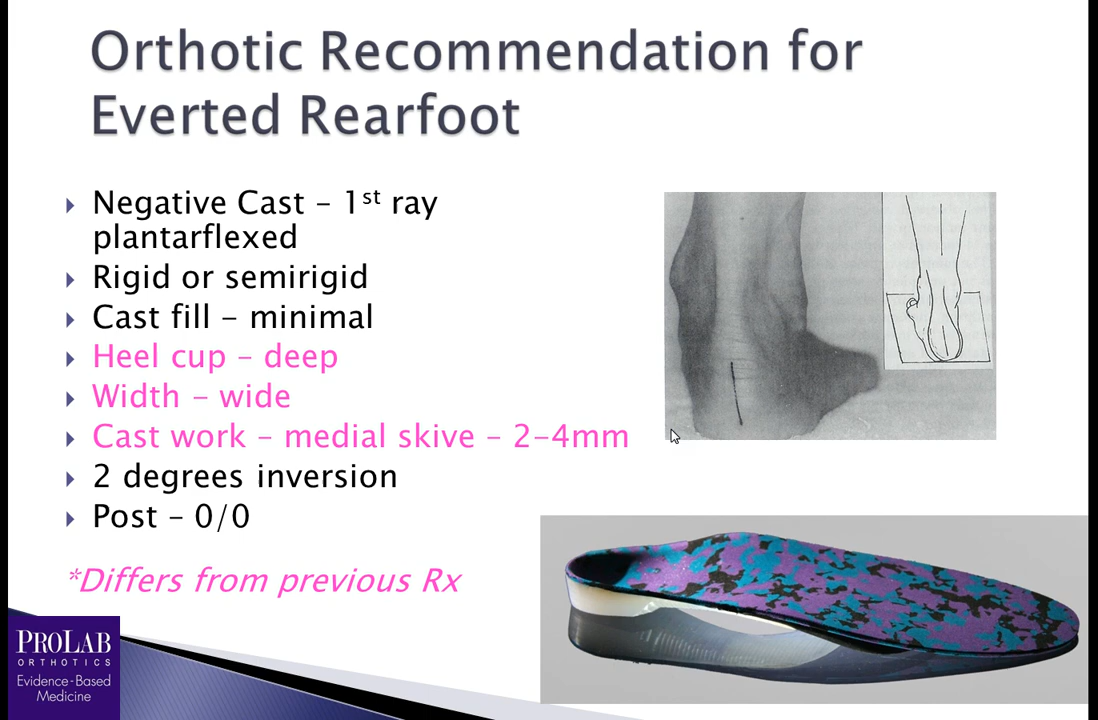 Orthotic Recommendation for
Everted Rearfoot
Negative Cast – 1st ray
plantarflexed
Rigid or semirigid
Cast fill – minimal
Heel cup – deep
Width – wide
Cast work – medial skive – 2-4mm
2 degrees inversion
Post – 0/0
*Differs from previous Rx
PROLAB
ORTHOTICS
Evidence-Based
Medicine